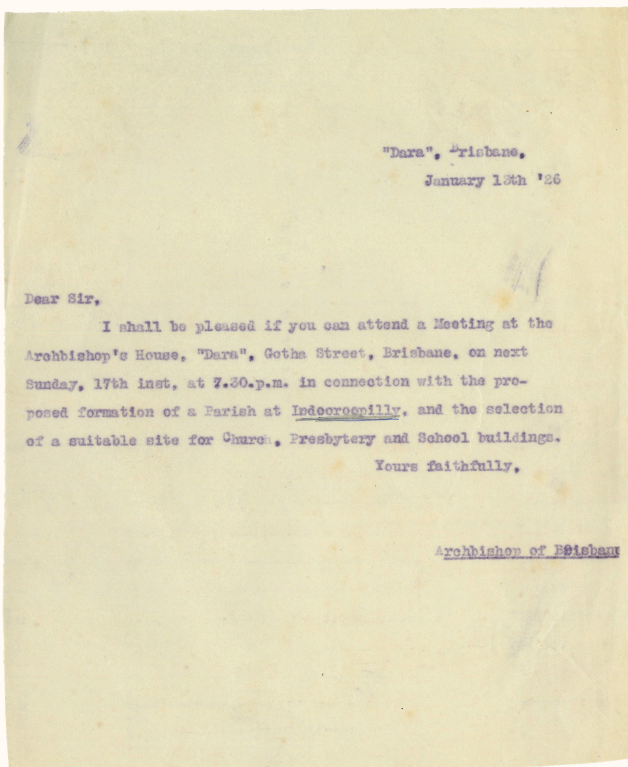 "Dara", Brisbane,
January 13th '26
Dear Sir,
I shall be pleased if you can attend a Meeting at the
Archbishop's House, "Dara", Gotha Street, Brisbane, on next
Sunday, 17th inst, at 7.30.p.m. in connection with the pro-
posed formation of a Parish at Indooroopilly, and the selection
of a suitable site for Church, Presbytery and School buildings.
Yours faithfully,
Archbishop of Brisbane